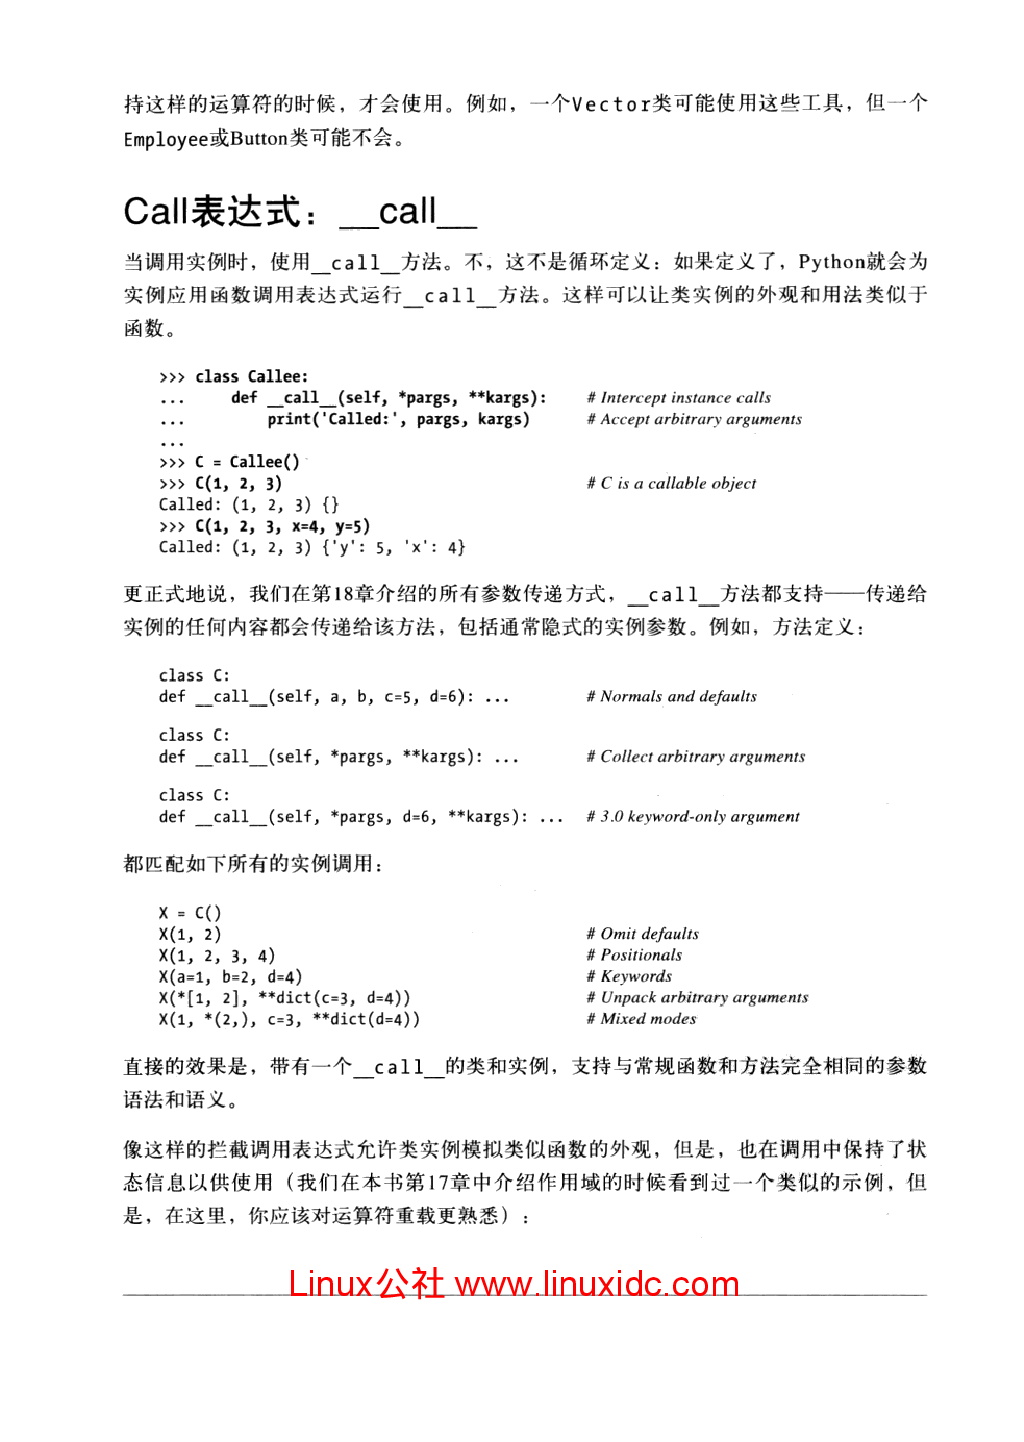 持这样的运算符的时候，才会使用。例如，一个Vector类可能使用这些工具，但一个
Employee或Button类可能不会。
Call表达式：__call__
当调用实例时，使用__call__方法。不，这不是循环定义：如果定义了，Python就会为
实例应用函数调用表达式运行__call__方法。这样可以让类实例的外观和用法类似于
函数。
>>> class Callee:
...     def __call__(self, *pargs, **kargs):    # Intercept instance calls
...         print('Called:', pargs, kargs)    # Accept arbitrary arguments
...
>>> C = Callee()
>>> C(1, 2, 3)    # C is a callable object
Called: (1, 2, 3) {}
>>> C(1, 2, 3, x=4, y=5)
Called: (1, 2, 3) {'y': 5, 'x': 4}
更正式地说，我们在第18章介绍的所有参数传递方式，__call__方法都支持——传递给
实例的任何内容都会传递给该方法，包括通常隐式的实例参数。例如，方法定义：
class C:
def __call__(self, a, b, c=5, d=6): ...    # Normals and defaults
class C:
def __call__(self, *pargs, **kargs): ...    # Collect arbitrary arguments
class C:
def __call__(self, *pargs, d=6, **kargs): ...    # 3.0 keyword-only argument
都匹配如下所有的实例调用：
X = C()
X(1, 2)    # Omit defaults
X(1, 2, 3, 4)    # Positionals
X(a=1, b=2, d=4)    # Keywords
X(*[1, 2], **dict(c=3, d=4))    # Unpack arbitrary arguments
X(1, *(2,), c=3, **dict(d=4))    # Mixed modes
直接的效果是，带有一个__call__的类和实例，支持与常规函数和方法完全相同的参数
语法和语义。
像这样的拦截调用表达式允许类实例模拟类似函数的外观，但是，也在调用中保持了状
态信息以供使用（我们在本书第17章中介绍作用域的时候看到过一个类似的示例，但
是，在这里，你应该对运算符重载更熟悉）：
Linux公社 www.linuxidc.com